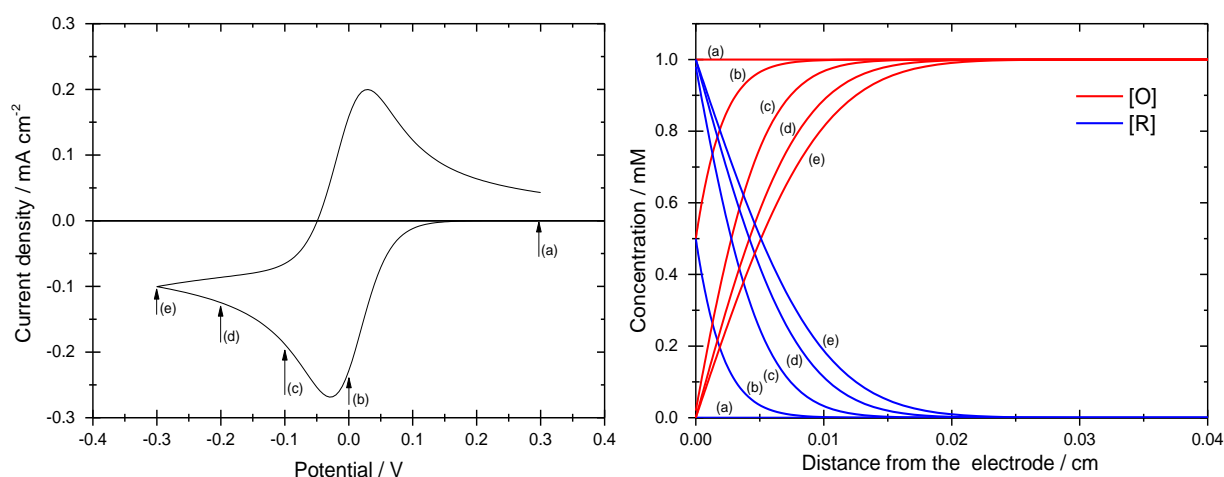 0.3
0.2
0.1
0.0
-0.1
-0.2
-0.3
Current density / mA cm-2
(a)
(e)
(d)
(c)
(b)
-0.4 -0.3 -0.2 -0.1 0.0 0.1 0.2 0.3 0.4
Potential / V
1.0
0.8
0.6
0.4
0.2
0.0
Concentration / mM
(a)
(b)
(c)
(d)
(e)
[O]
[R]
(e)
(d)
(c)
(b)
(a)
0.00 0.01 0.02 0.03 0.04
Distance from the electrode / cm